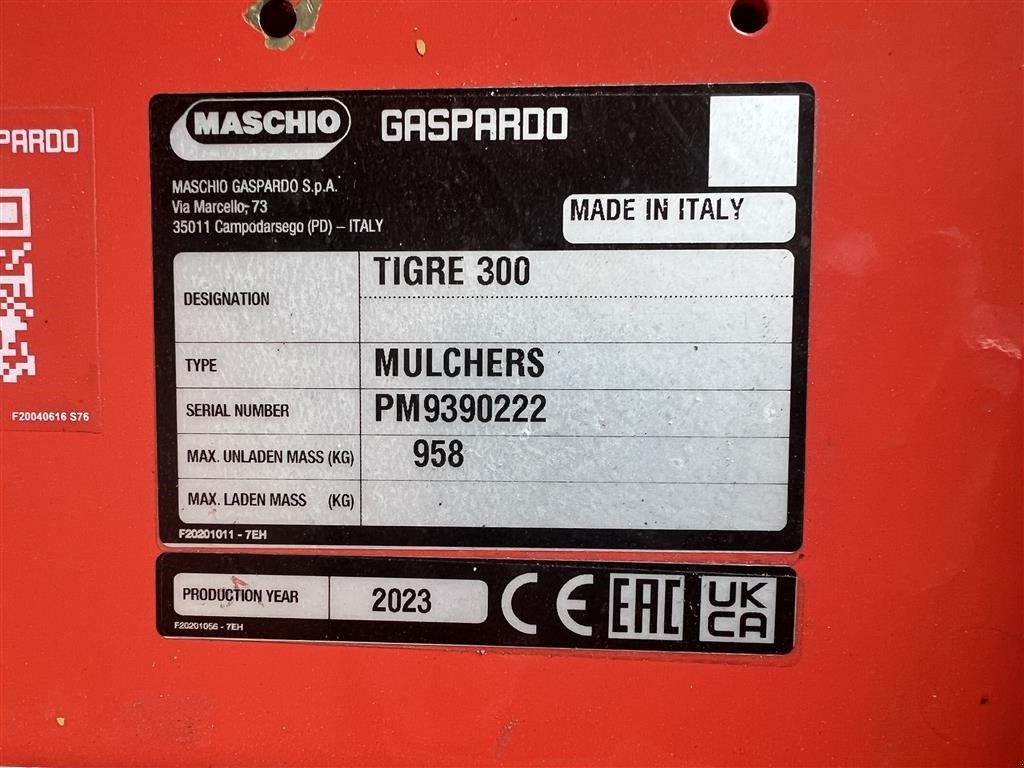 PARDO
F20040616 S76
MASCHIO GASPARDO
MASCHIO GASPARDO S.p.A.
Via Marcello, 73
35011 Campodarsego (PD) – ITALY
MADE IN ITALY
DESIGNATION TIGRE 300
TYPE MULCHERS
SERIAL NUMBER PM9390222
MAX. UNLADEN MASS (KG) 958
MAX. LADEN MASS (KG)
F20201011 - 7EH
PRODUCTION YEAR 2023
CE EAC UK CA
F20201056 - 7EH